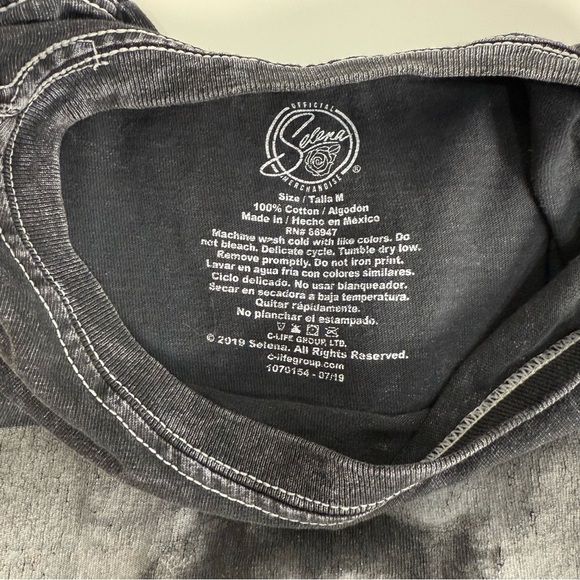 OFFICIAL
Selena
MERCHANDISE ®
Size / Talla M
100% Cotton / Algodón
Made in / Hecho en México
RN# 56947
Machine wash cold with like colors. Do
not bleach. Delicate cycle. Tumble dry low.
Remove promptly. Do not iron print.
Lavar en agua fria con colores similares.
Ciclo delicado. No usar blanqueador.
Secar en secadora a baja temperatura.
Quitar rápidamente.
No planchar el estampado.
C-LIFE GROUP, LTD.
© 2019 Selena. All Rights Reserved.
c-lifegroup.com
1070154 - 07/19